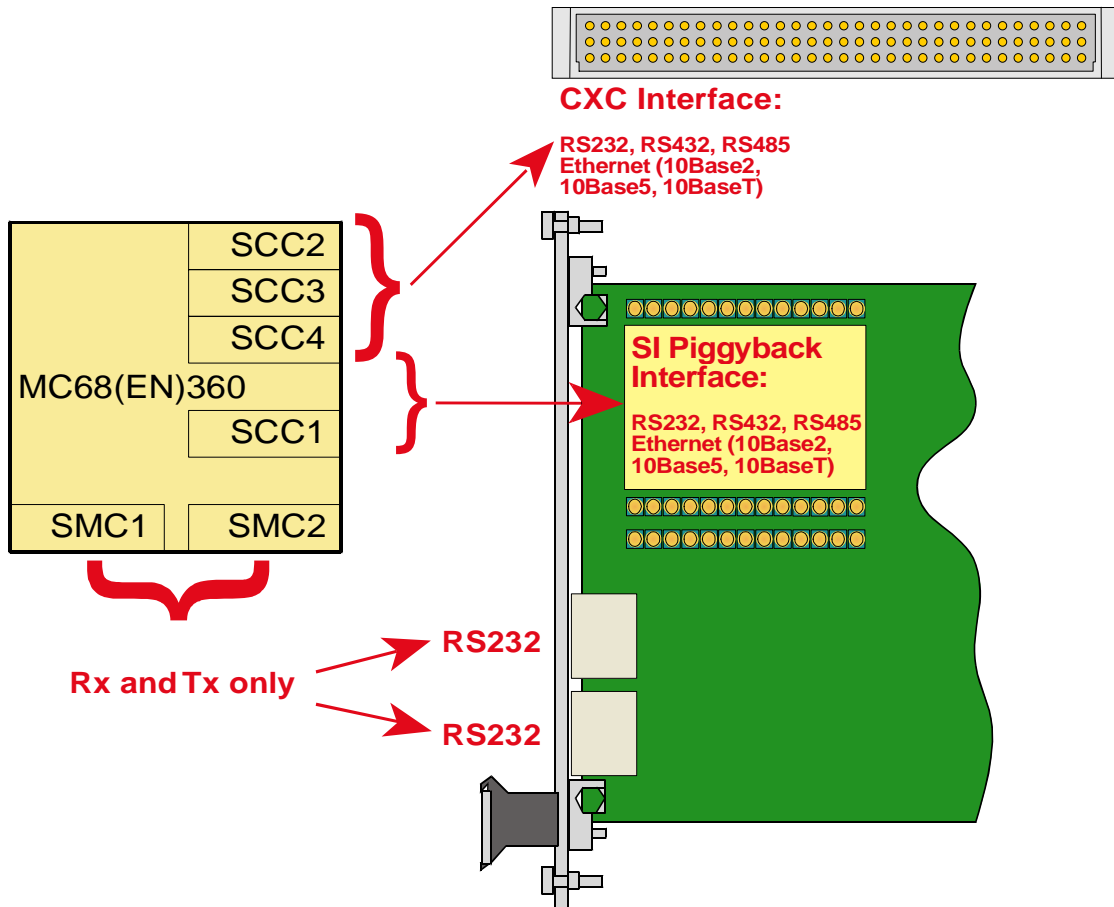 CXC Interface:
RS232, RS432, RS485
Ethernet (10Base2,
10Base5, 10BaseT)
SCC2
SCC3
SCC4
MC68(EN)360
SCC1
SMC1
SMC2
SI Piggyback
Interface:
RS232, RS432, RS485
Ethernet (10Base2,
10Base5, 10BaseT)
Rx and Tx only
RS232
RS232